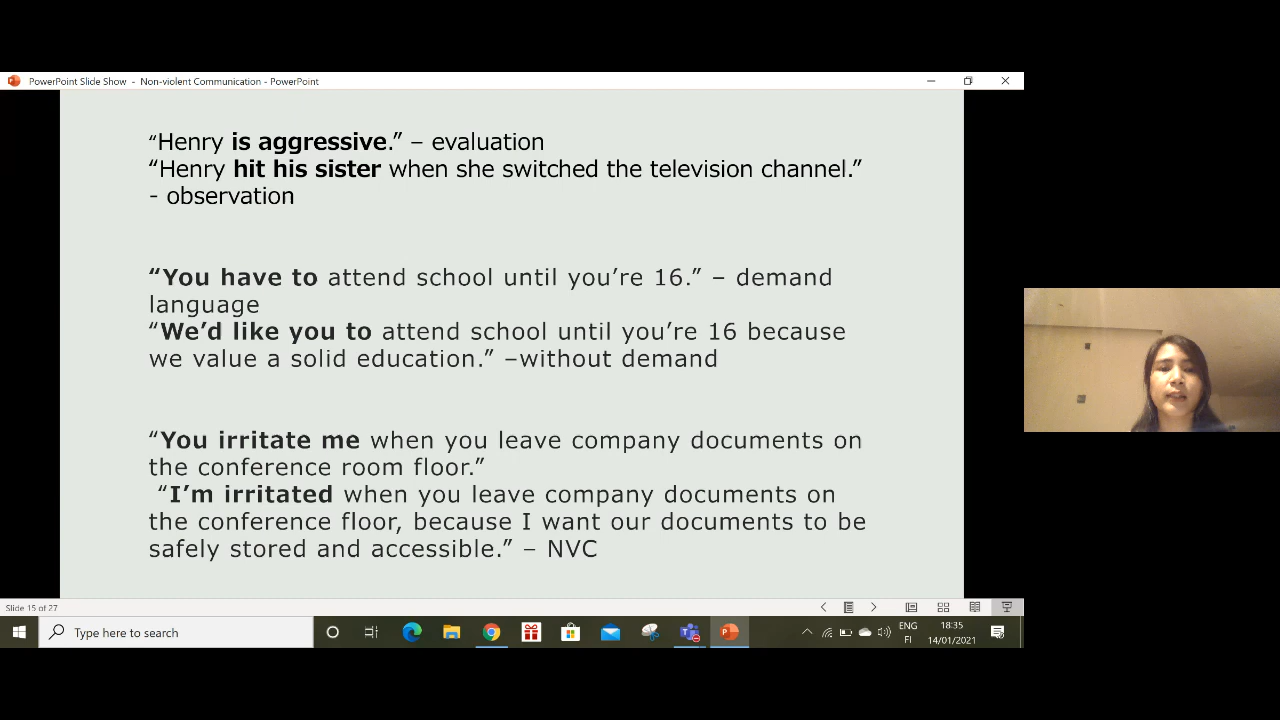 PowerPoint Slide Show - Non-violent Communication - PowerPoint
“Henry is aggressive.” – evaluation
“Henry hit his sister when she switched the television channel.”
- observation
“You have to attend school until you’re 16.” – demand
language
“We’d like you to attend school until you’re 16 because
we value a solid education.” –without demand
“You irritate me when you leave company documents on
the conference room floor.”
“I’m irritated when you leave company documents on
the conference floor, because I want our documents to be
safely stored and accessible.” – NVC
Slide 15 of 27
Type here to search
ENG
FI
18:35
14/01/2021